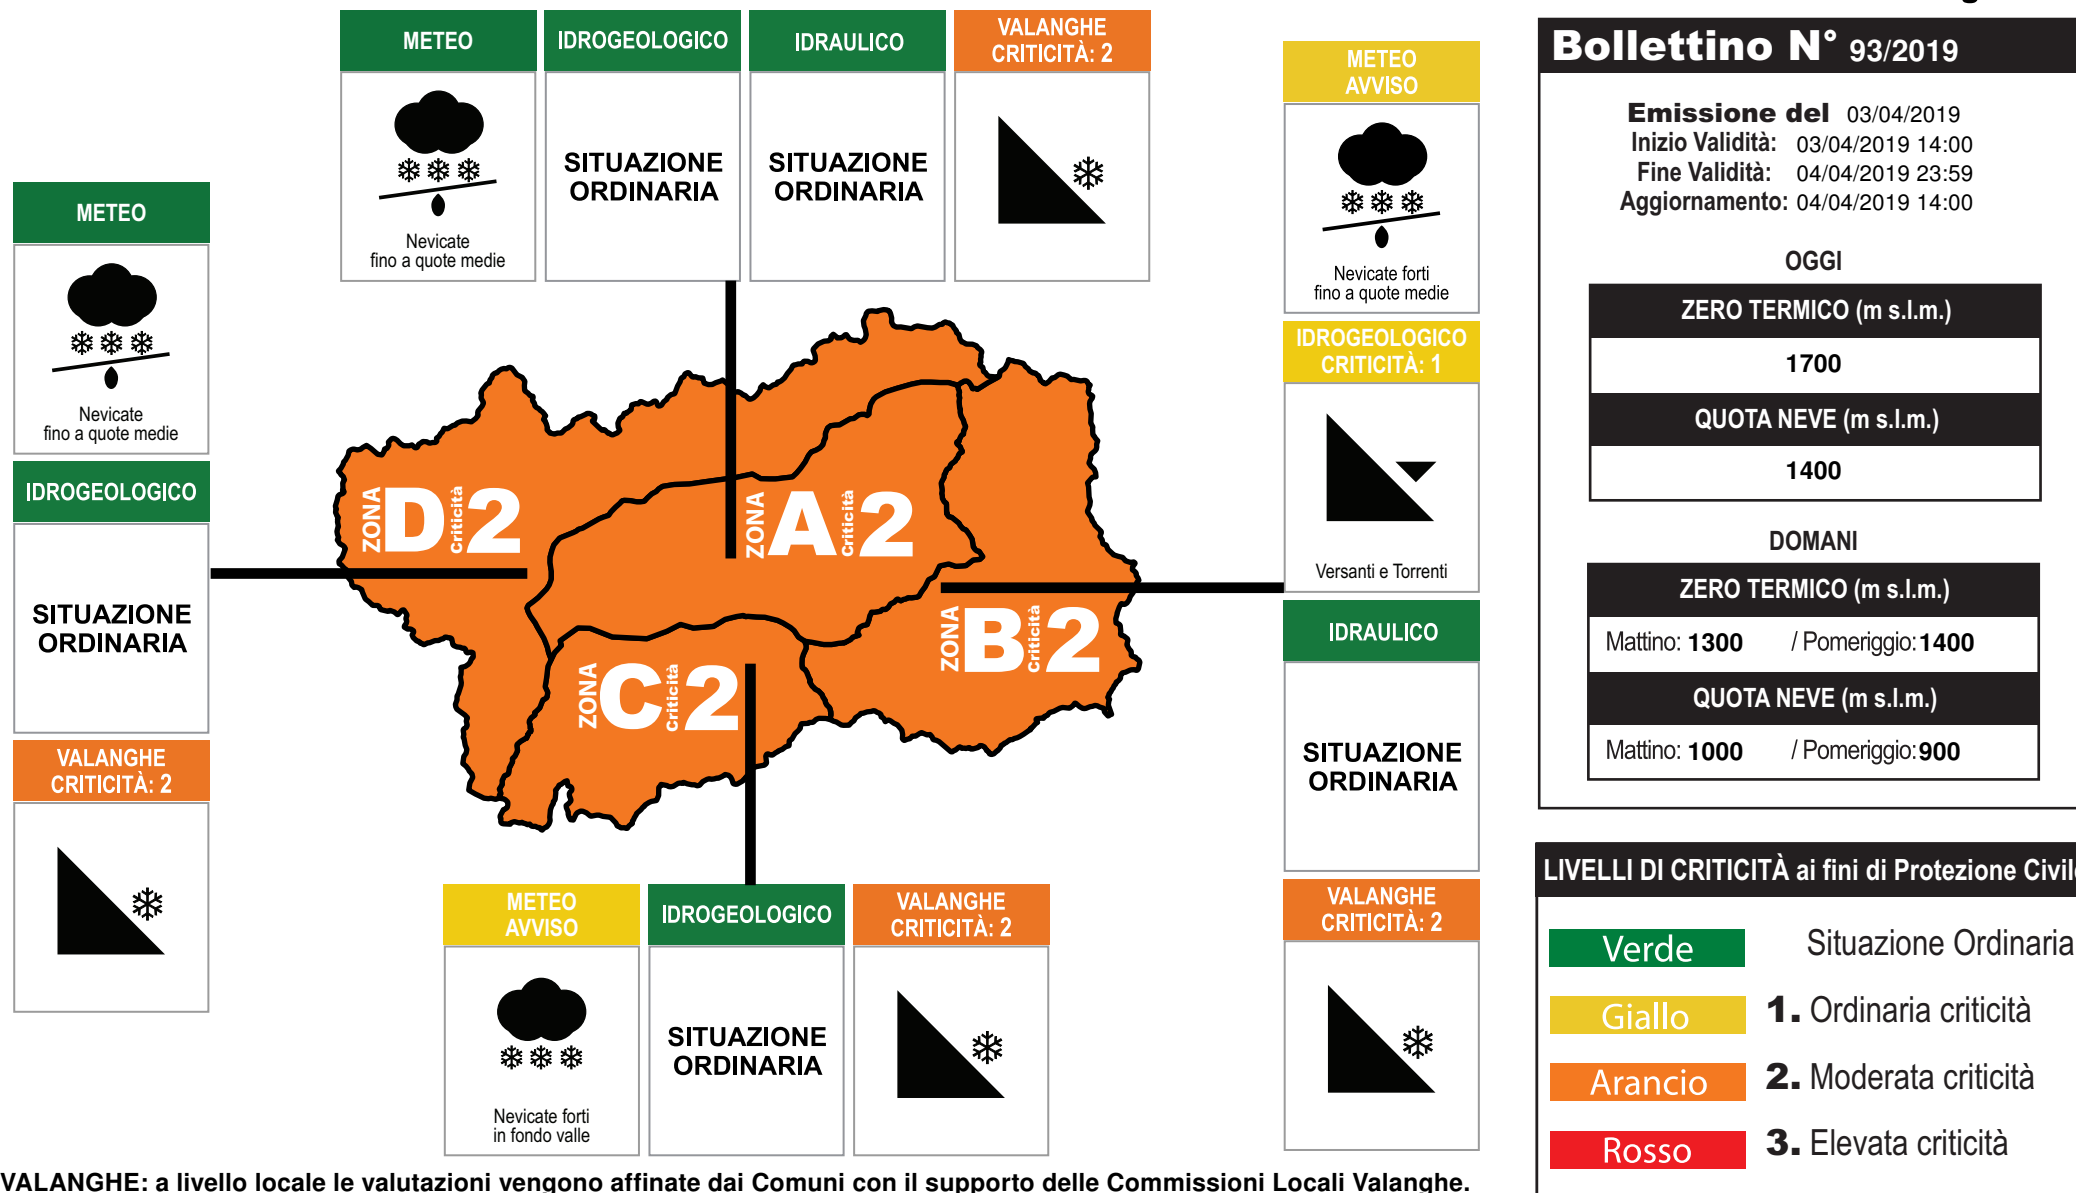 METEO
Nevicate
fino a quote medie
IDROGEOLOGICO
SITUAZIONE
ORDINARIA
IDRAULICO
SITUAZIONE
ORDINARIA
VALANGHE
CRITICITÀ: 2
METEO
Nevicate
fino a quote medie
IDROGEOLOGICO
SITUAZIONE
ORDINARIA
VALANGHE
CRITICITÀ: 2
ZONA D Criticità 2
ZONA A Criticità 2
ZONA B Criticità 2
ZONA C Criticità 2
METEO
AVVISO
Nevicate forti
fino a quote medie
IDROGEOLOGICO
CRITICITÀ: 1
Versanti e Torrenti
IDRAULICO
SITUAZIONE
ORDINARIA
VALANGHE
CRITICITÀ: 2
METEO
AVVISO
Nevicate forti
in fondo valle
IDROGEOLOGICO
SITUAZIONE
ORDINARIA
VALANGHE
CRITICITÀ: 2
Bollettino N° 93/2019
Emissione del 03/04/2019
Inizio Validità: 03/04/2019 14:00
Fine Validità: 04/04/2019 23:59
Aggiornamento: 04/04/2019 14:00
OGGI
ZERO TERMICO (m s.l.m.)
1700
QUOTA NEVE (m s.l.m.)
1400
DOMANI
ZERO TERMICO (m s.l.m.)
Mattino: 1300 / Pomeriggio: 1400
QUOTA NEVE (m s.l.m.)
Mattino: 1000 / Pomeriggio: 900
LIVELLI DI CRITICITÀ ai fini di Protezione Civile
Verde Situazione Ordinaria
Giallo 1. Ordinaria criticità
Arancio 2. Moderata criticità
Rosso 3. Elevata criticità
VALANGHE: a livello locale le valutazioni vengono affinate dai Comuni con il supporto delle Commissioni Locali Valanghe.